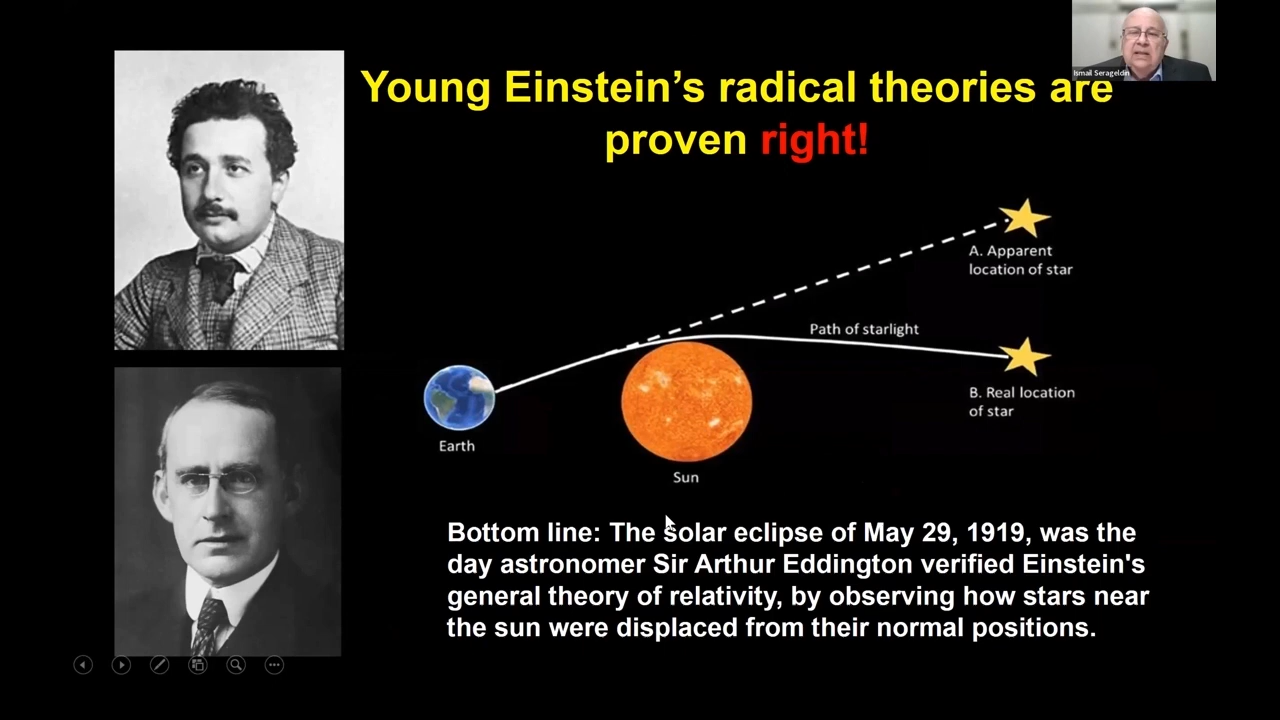 Ismail Serageldin
Young Einstein’s radical theories are
proven right!
A. Apparent
location of star
Path of starlight
B. Real location
of star
Earth
Sun
Bottom line: The solar eclipse of May 29, 1919, was the
day astronomer Sir Arthur Eddington verified Einstein's
general theory of relativity, by observing how stars near
the sun were displaced from their normal positions.